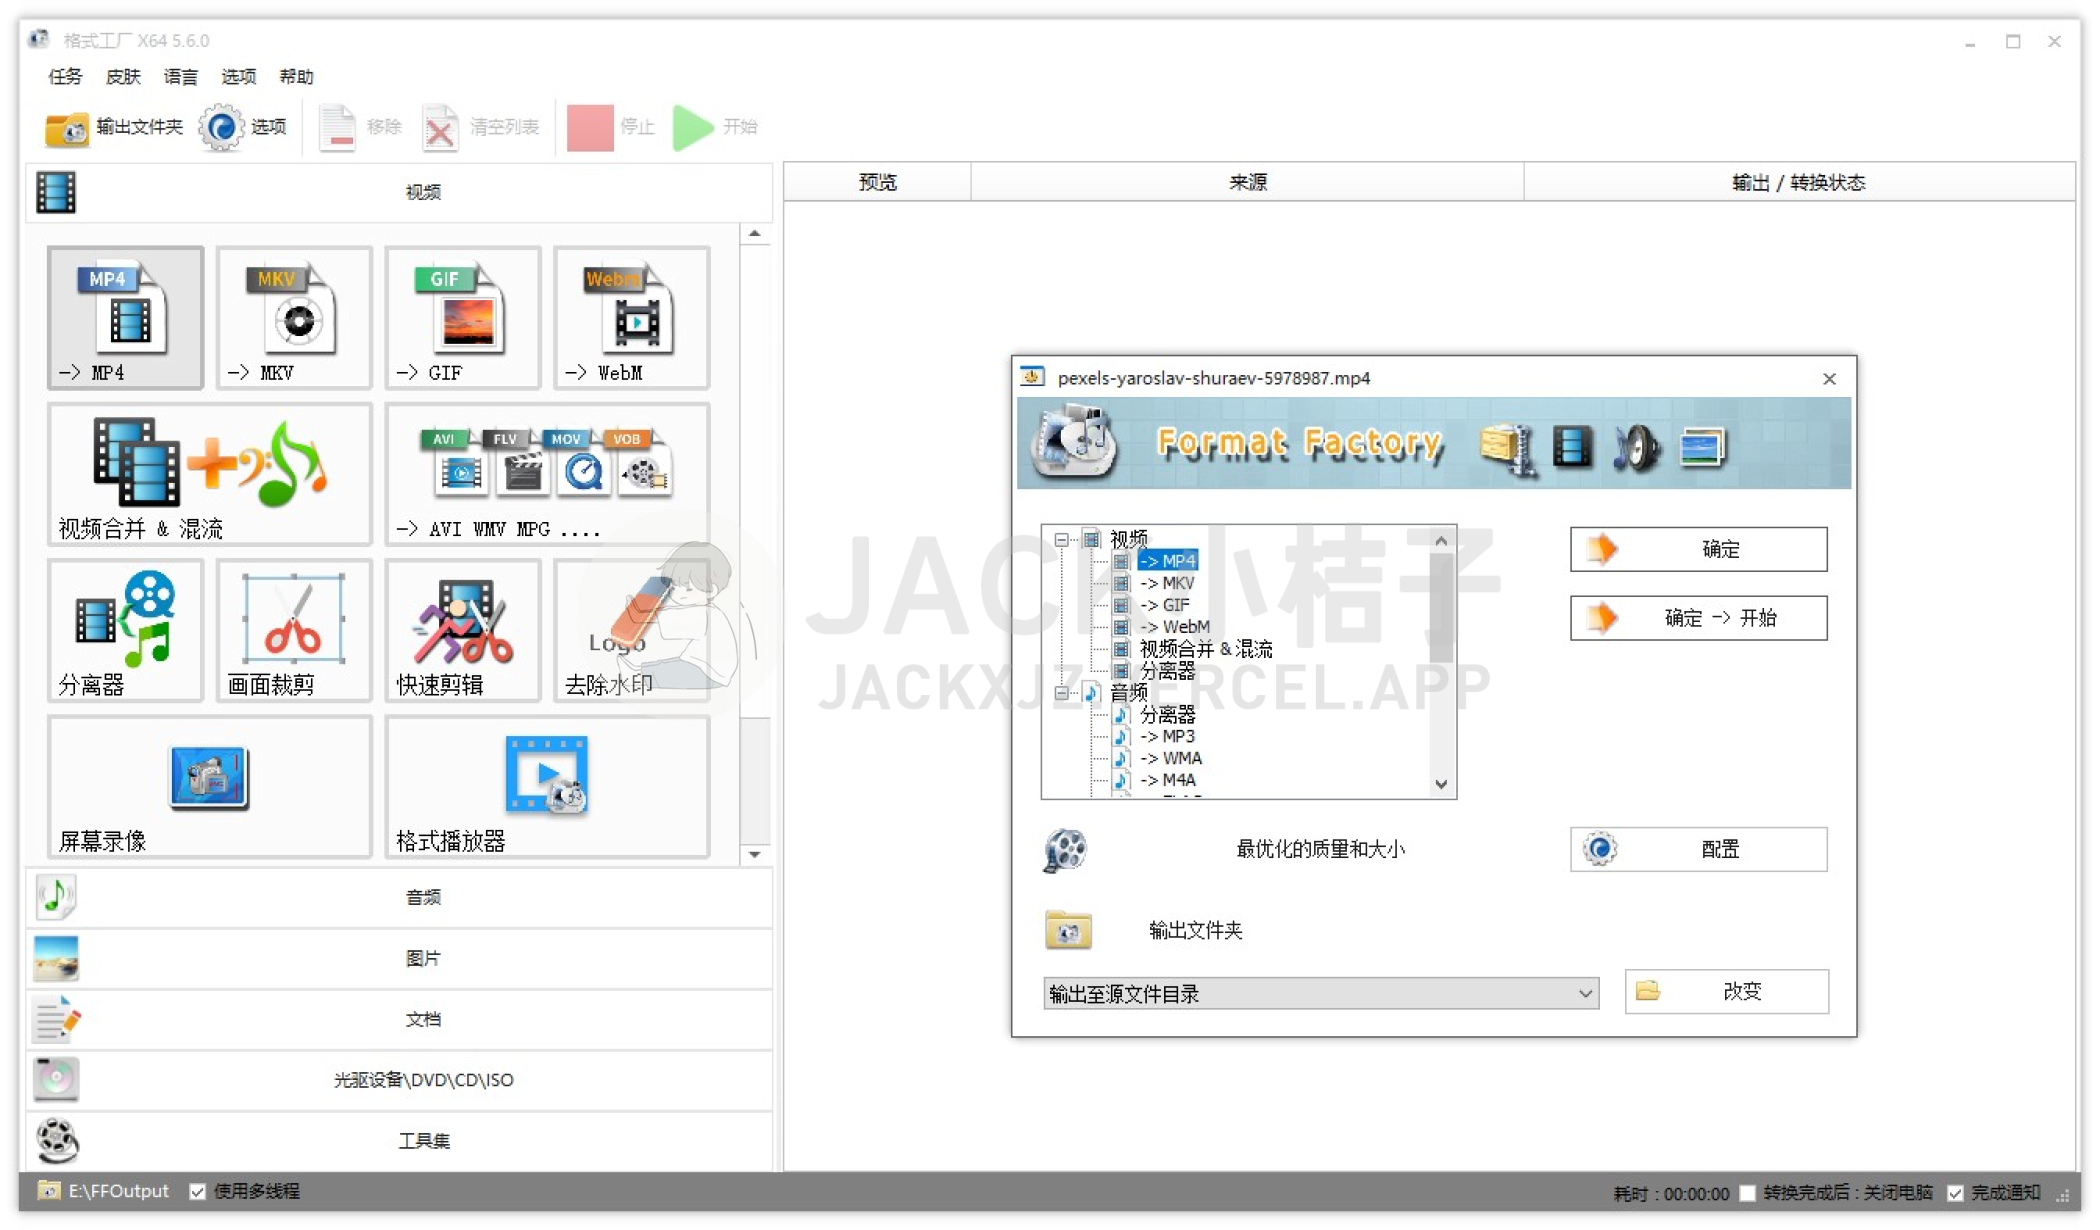 格式工厂 X64 5.6.0
任务 皮肤 语言 选项 帮助
输出文件夹 选项 移除 清空列表 停止 开始
视频
预览 来源 输出 / 转换状态
MP4
-> MP4
MKV
-> MKV
GIF
-> GIF
Webm
-> WebM
视频合并 & 混流
AVI FLV MOV VOB
-> AVI WMV MPG ....
分离器
画面裁剪
快速剪辑
Logo
去除水印
屏幕录像
格式播放器
音频
图片
文档
光驱设备\DVD\CD\ISO
工具集
pexels-yaroslav-shuraev-5978987.mp4
Format Factory
视频
-> MP4
-> MKV
-> GIF
-> WebM
视频合并 & 混流
分离器
音频
分离器
-> MP3
-> WMA
-> M4A
确定
确定 -> 开始
最优化的质量和大小
配置
输出文件夹
输出至源文件目录
改变
JACK小桔子
JACKXJZ.VERCEL.APP
E:\FFOutput 使用多线程
耗时 : 00:00:00 转换完成后 : 关闭电脑 完成通知